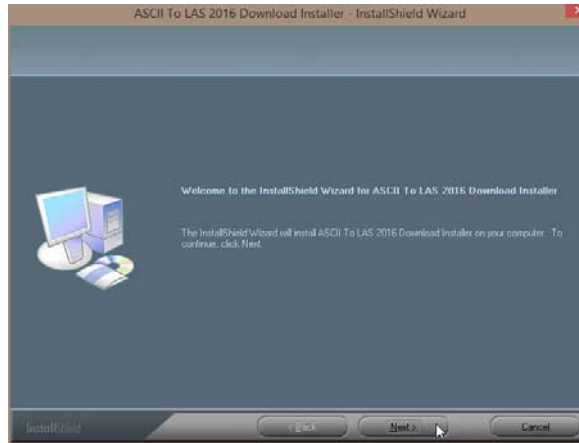 ASCII To LAS 2016 Download Installer - InstallShield Wizard
Welcome to the InstallShield Wizard for ASCII To LAS 2016 Download Installer
The InstallShield Wizard will install ASCII To LAS 2016 Download Installer on your computer. To
continue, click Next.
InstallShield
< Back
Next >
Cancel